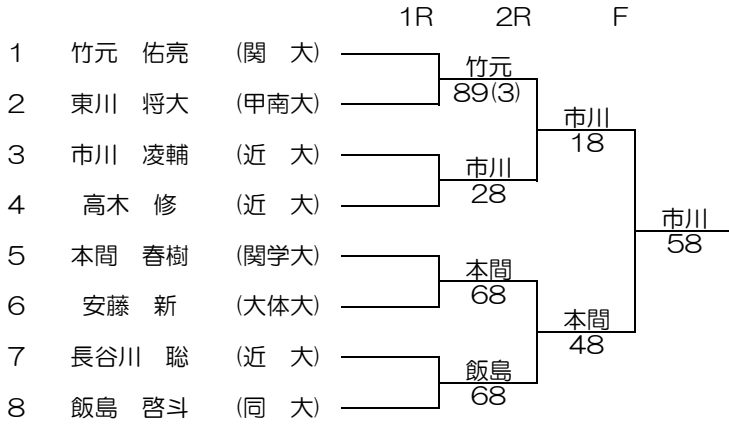 1R 2R F
1 竹元 佑亮 (関 大)
竹元
2 東川 将大 (甲南大)
89(3)
市川
18
3 市川 凌輔 (近 大)
市川
28
4 高木 修 (近 大)
市川
58
5 本間 春樹 (関学大)
本間
68
6 安藤 新 (大体大)
本間
48
7 長谷川 聡 (近 大)
飯島
68
8 飯島 啓斗 (同 大)